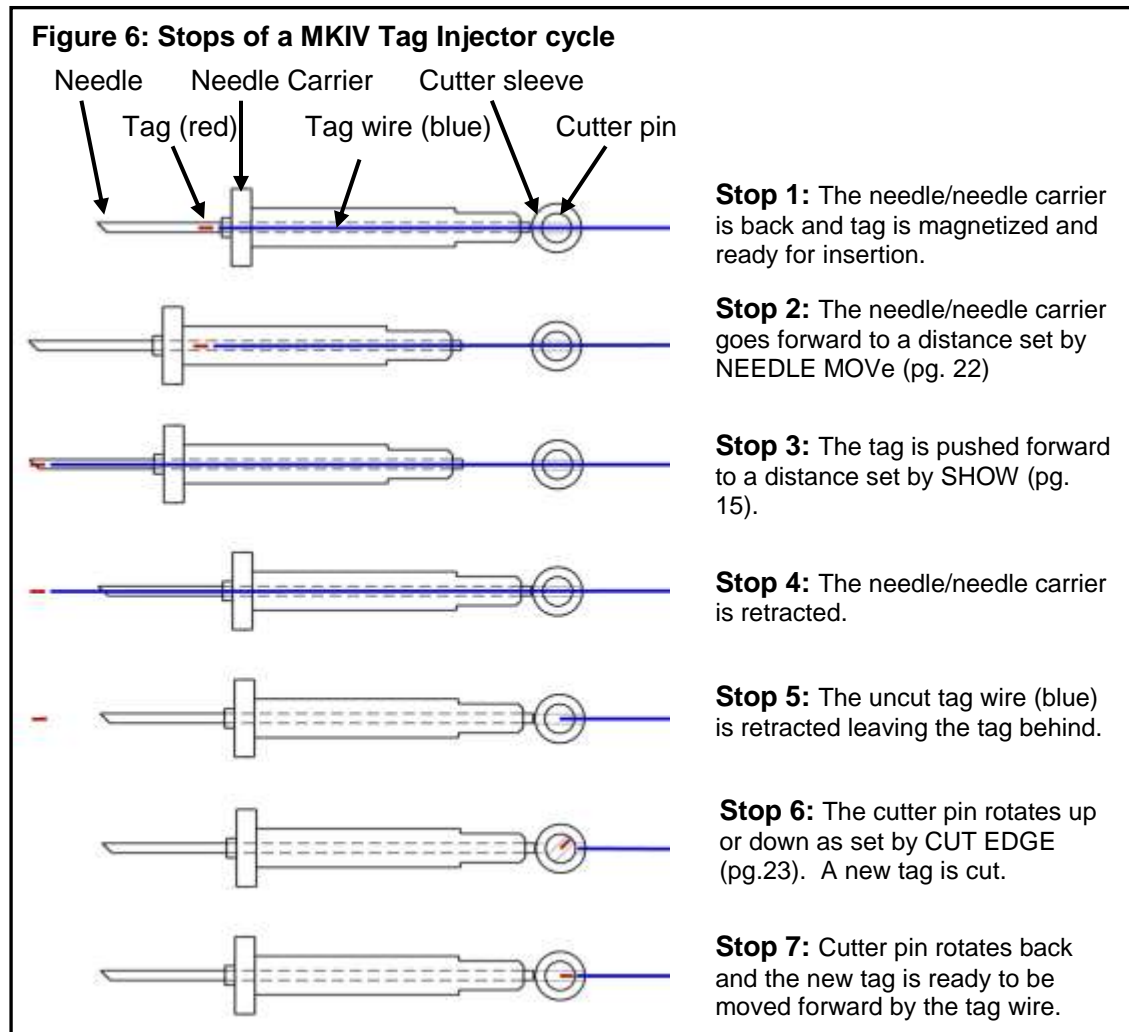 Figure 6: Stops of a MKIV Tag Injector cycle
Needle Needle Carrier Cutter sleeve
Tag (red) Tag wire (blue) Cutter pin
Stop 1: The needle/needle carrier
is back and tag is magnetized and
ready for insertion.
Stop 2: The needle/needle carrier
goes forward to a distance set by
NEEDLE MOVe (pg. 22)
Stop 3: The tag is pushed forward
to a distance set by SHOW (pg.
15).
Stop 4: The needle/needle carrier
is retracted.
Stop 5: The uncut tag wire (blue)
is retracted leaving the tag behind.
Stop 6: The cutter pin rotates up
or down as set by CUT EDGE
(pg.23). A new tag is cut.
Stop 7: Cutter pin rotates back
and the new tag is ready to be
moved forward by the tag wire.